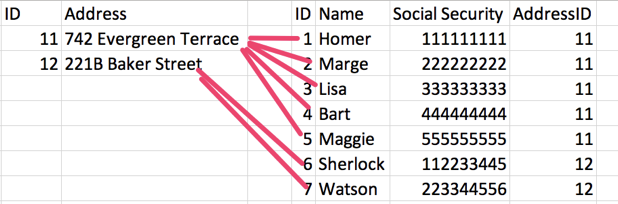 ID Address ID Name Social Security AddressID
11 742 Evergreen Terrace 1 Homer 111111111 11
12 221B Baker Street 2 Marge 222222222 11
3 Lisa 333333333 11
4 Bart 444444444 11
5 Maggie 555555555 11
6 Sherlock 112233445 12
7 Watson 223344556 12